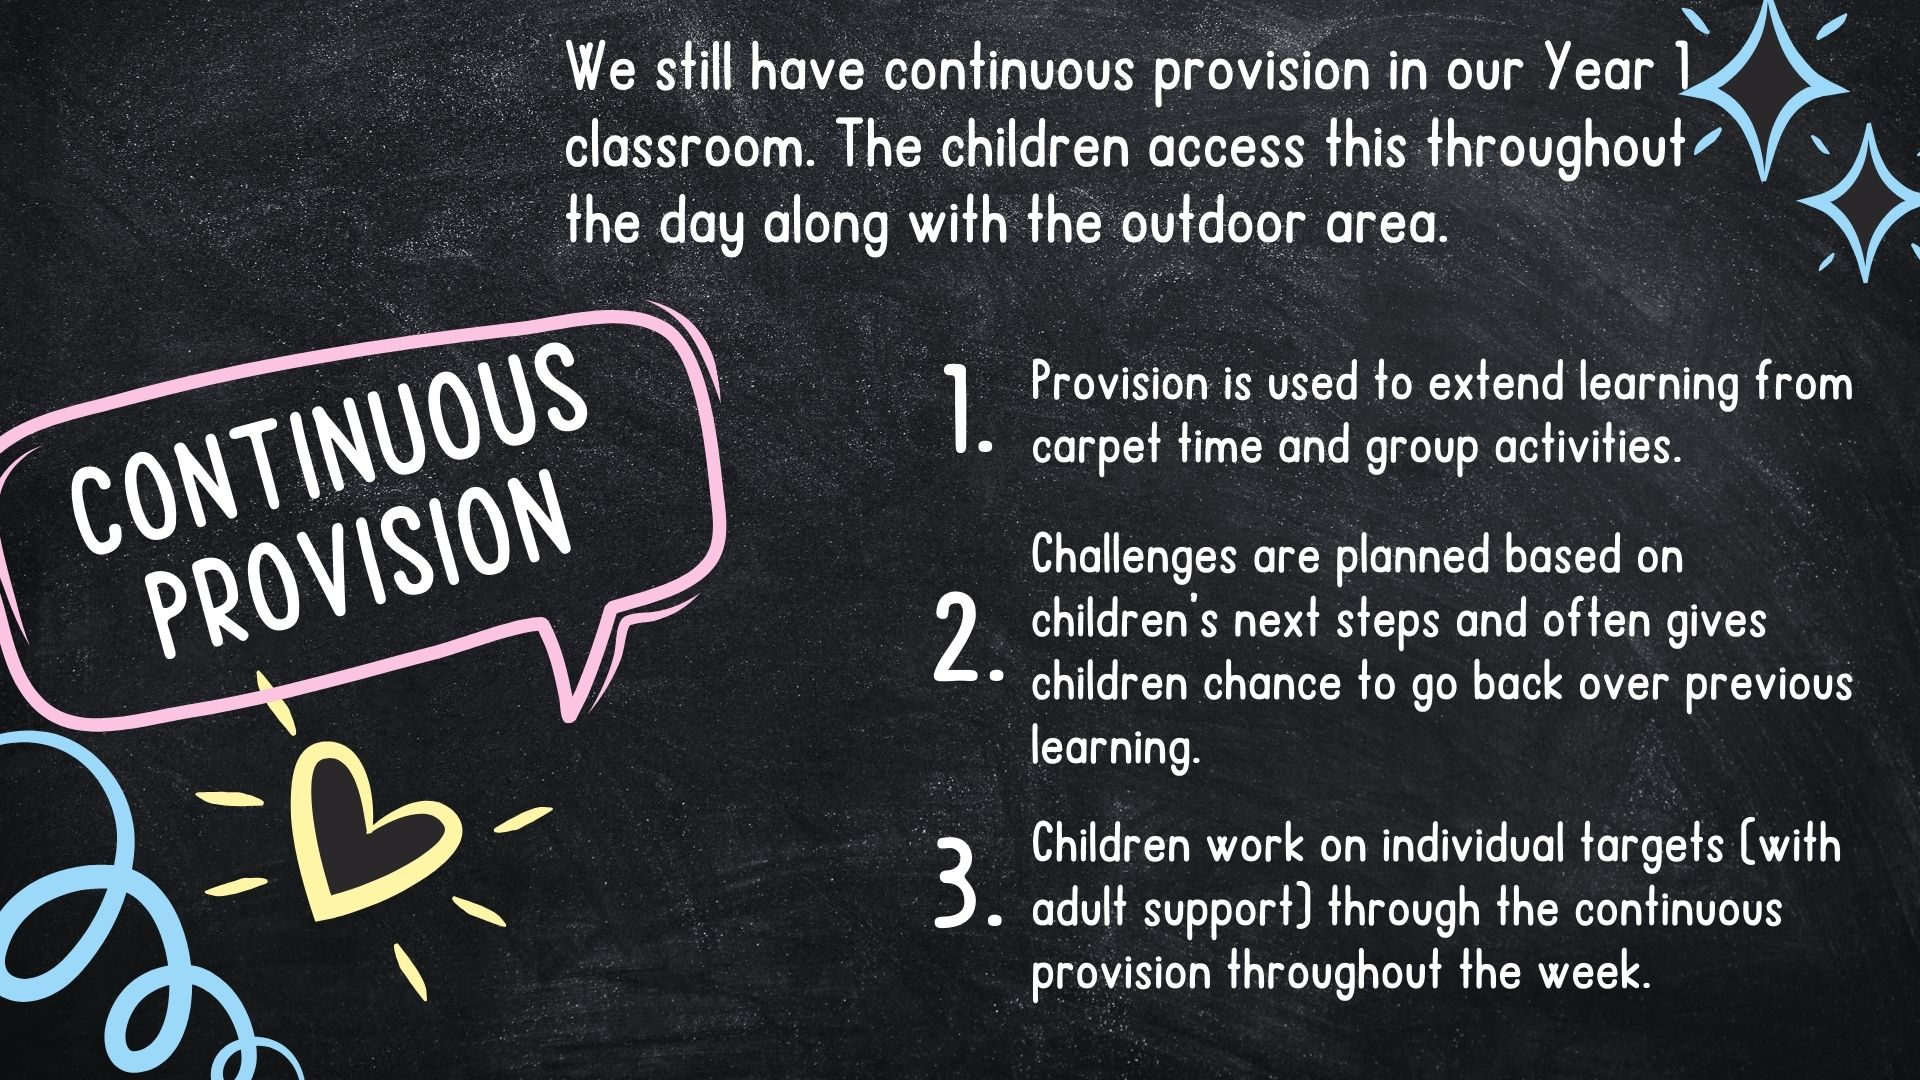 We still have continuous provision in our Year 1
classroom. The children access this throughout
the day along with the outdoor area.
CONTINUOUS
PROVISION
1. Provision is used to extend learning from
carpet time and group activities.
2. Challenges are planned based on
children's next steps and often gives
children chance to go back over previous
learning.
3. Children work on individual targets (with
adult support) through the continuous
provision throughout the week.